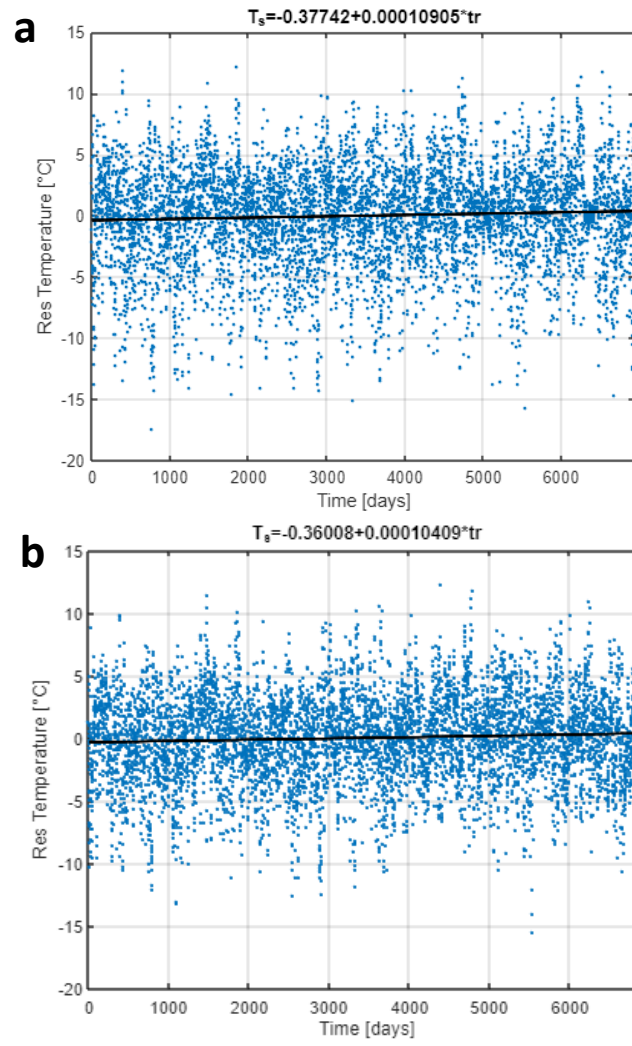 a
Tₛ=-0.37742+0.00010905*tr
15
10
5
0
-5
-10
-15
-20
Res Temperature [°C]
0 1000 2000 3000 4000 5000 6000
Time [days]
b
Tₛ=-0.36008+0.00010409*tr
15
10
5
0
-5
-10
-15
-20
Res Temperature [°C]
0 1000 2000 3000 4000 5000 6000
Time [days]